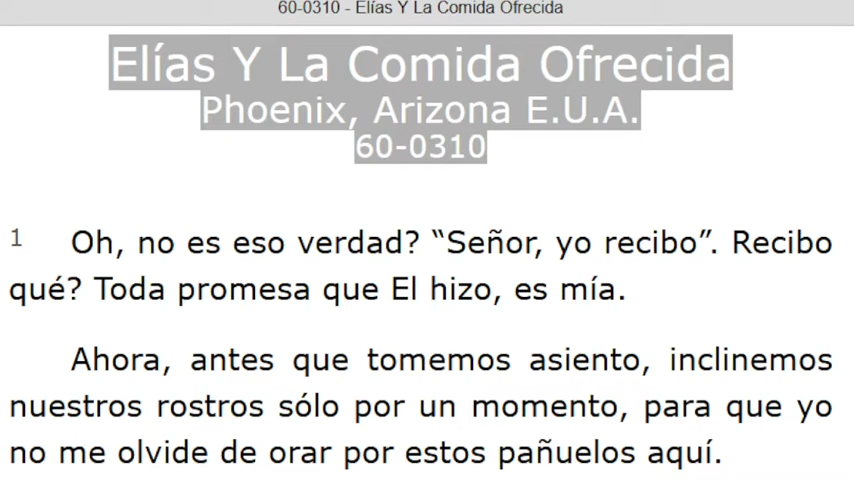 60-0310 - Elías Y La Comida Ofrecida
Elías Y La Comida Ofrecida
Phoenix, Arizona E.U.A.
60-0310
1 Oh, no es eso verdad? “Señor, yo recibo”. Recibo
qué? Toda promesa que El hizo, es mía.
Ahora, antes que tomemos asiento, inclinemos
nuestros rostros sólo por un momento, para que yo
no me olvide de orar por estos pañuelos aquí.